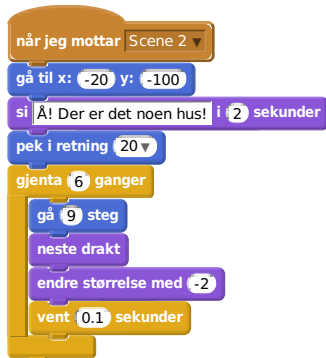 når jeg mottar Scene 2
gå til x: -20 y: -100
si Å! Der er det noen hus! i 2 sekunder
pek i retning 20
gjenta 6 ganger
gå 9 steg
neste drakt
endre størrelse med -2
vent 0.1 sekunder